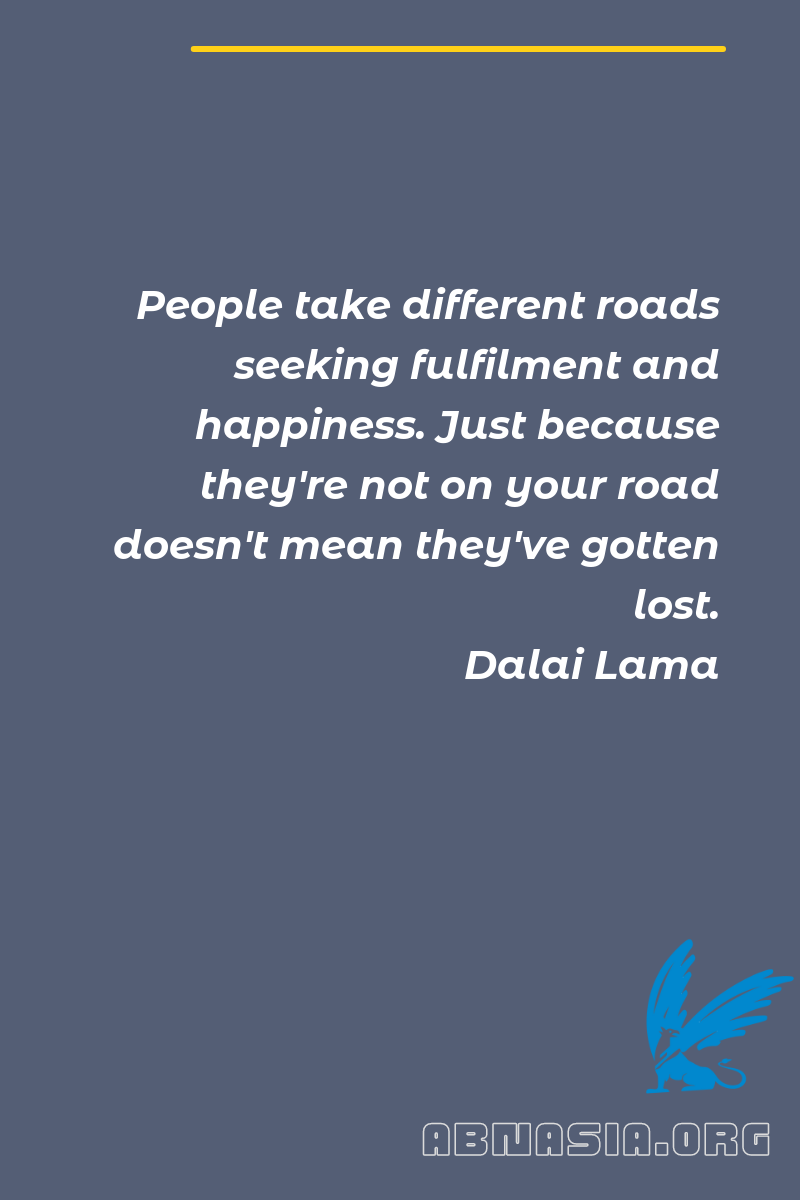 People take different roads
seeking fulfilment and
happiness. Just because
they're not on your road
doesn't mean they've gotten
lost.
Dalai Lama
ABNASIA.ORG